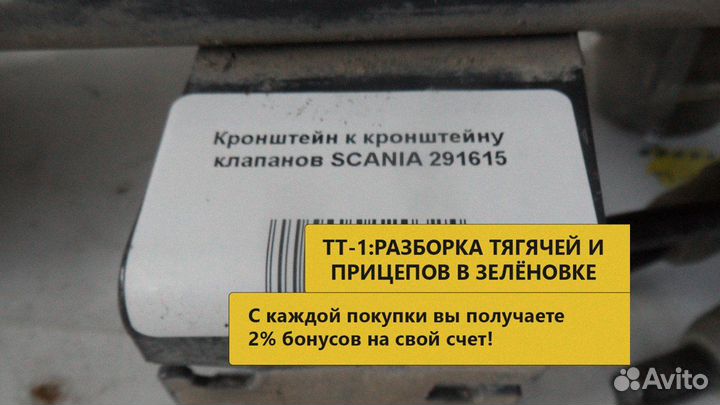 Кронштейн к кронштейну
клапанов SCANIA 291615
ТТ-1:РАЗБОРКА ТЯГАЧЕЙ И
ПРИЦЕПОВ В ЗЕЛЁНОВКЕ
С каждой покупки вы получаете
2% бонусов на свой счет!
Avito